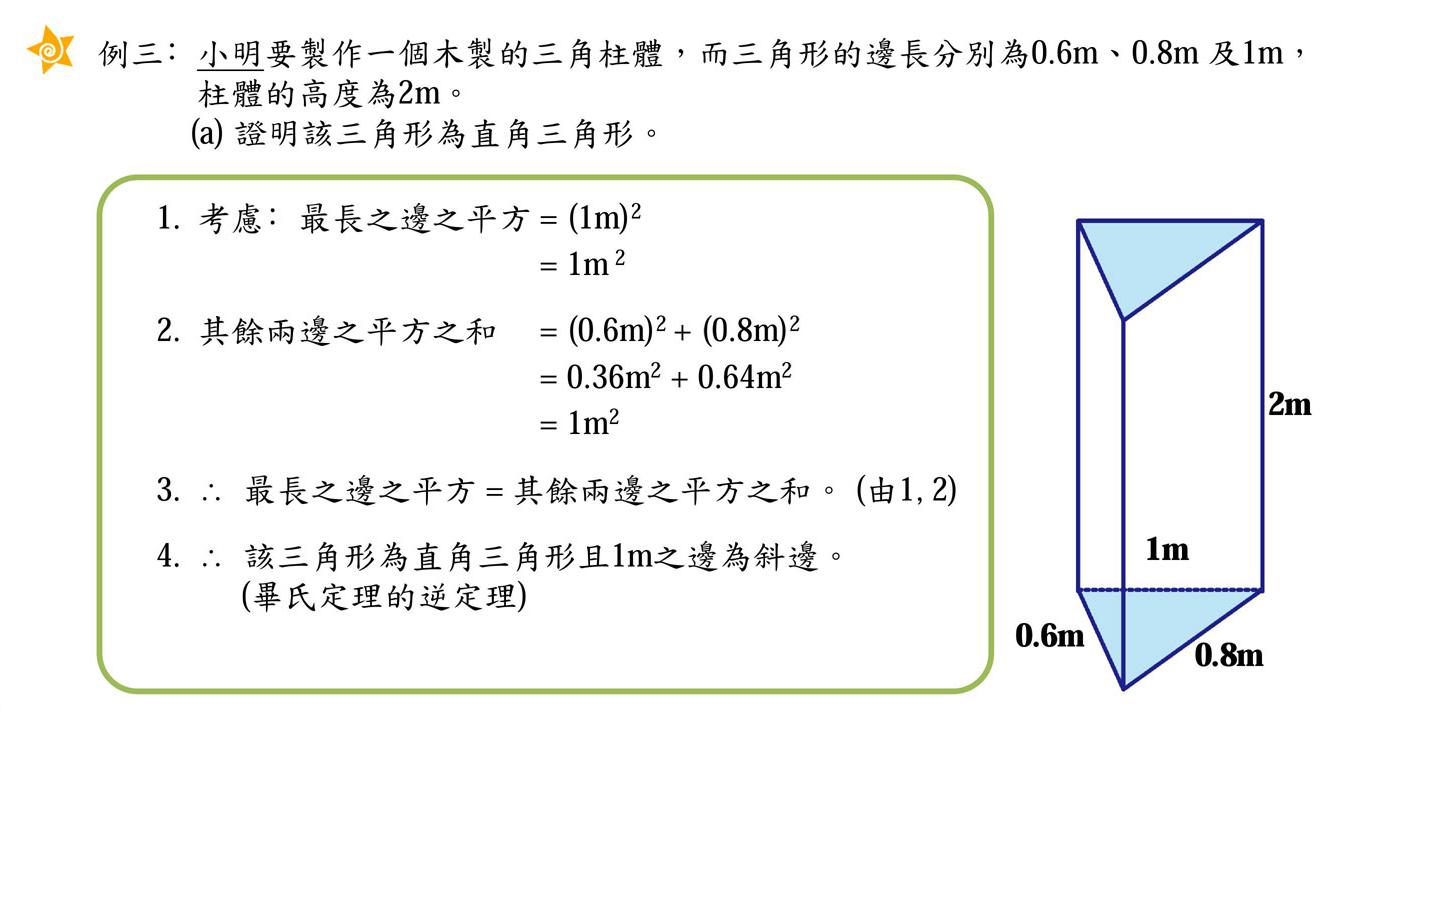 例三： 小明要製作一個木製的三角柱體，而三角形的邊長分別為0.6m、0.8m 及1m，
柱體的高度為2m。
(a) 證明該三角形為直角三角形。
1. 考慮： 最長之邊之平方 = (1m)²
= 1m ²
2. 其餘兩邊之平方之和 = (0.6m)² + (0.8m)²
= 0.36m² + 0.64m²
= 1m²
3. ∴ 最長之邊之平方 = 其餘兩邊之平方之和。 (由1, 2)
4. ∴ 該三角形為直角三角形且1m之邊為斜邊。
(畢氏定理的逆定理)
2m
1m
0.6m
0.8m